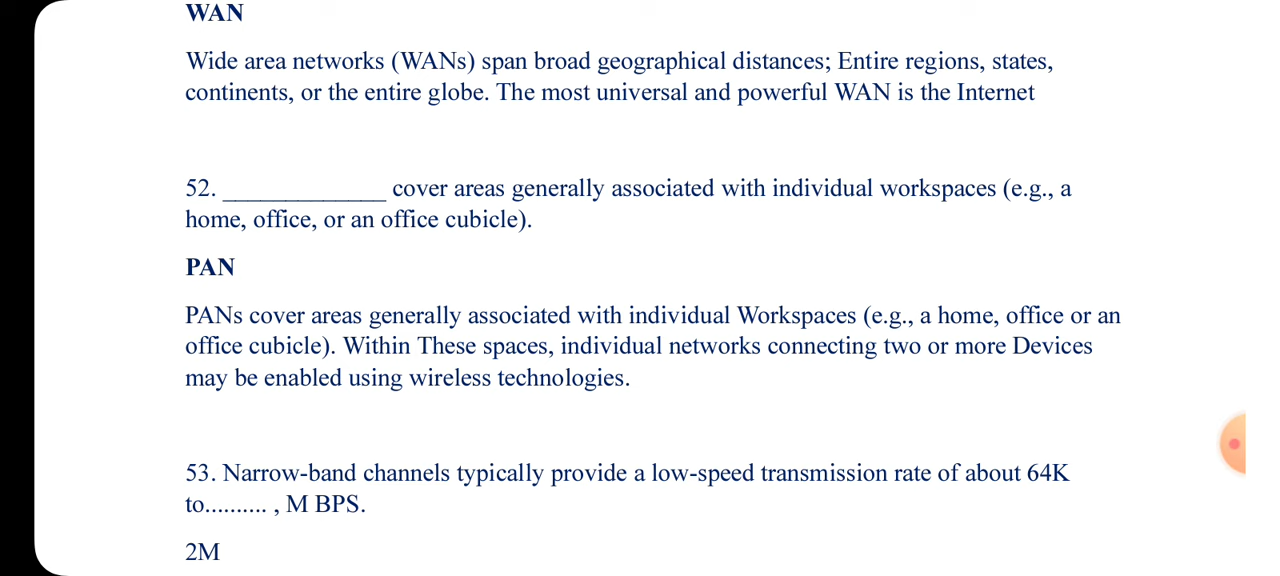 WAN
Wide area networks (WANs) span broad geographical distances; Entire regions, states,
continents, or the entire globe. The most universal and powerful WAN is the Internet
52. _____________ cover areas generally associated with individual workspaces (e.g., a
home, office, or an office cubicle).
PAN
PANs cover areas generally associated with individual Workspaces (e.g., a home, office or an
office cubicle). Within These spaces, individual networks connecting two or more Devices
may be enabled using wireless technologies.
53. Narrow-band channels typically provide a low-speed transmission rate of about 64K
to.......... , M BPS.
2M